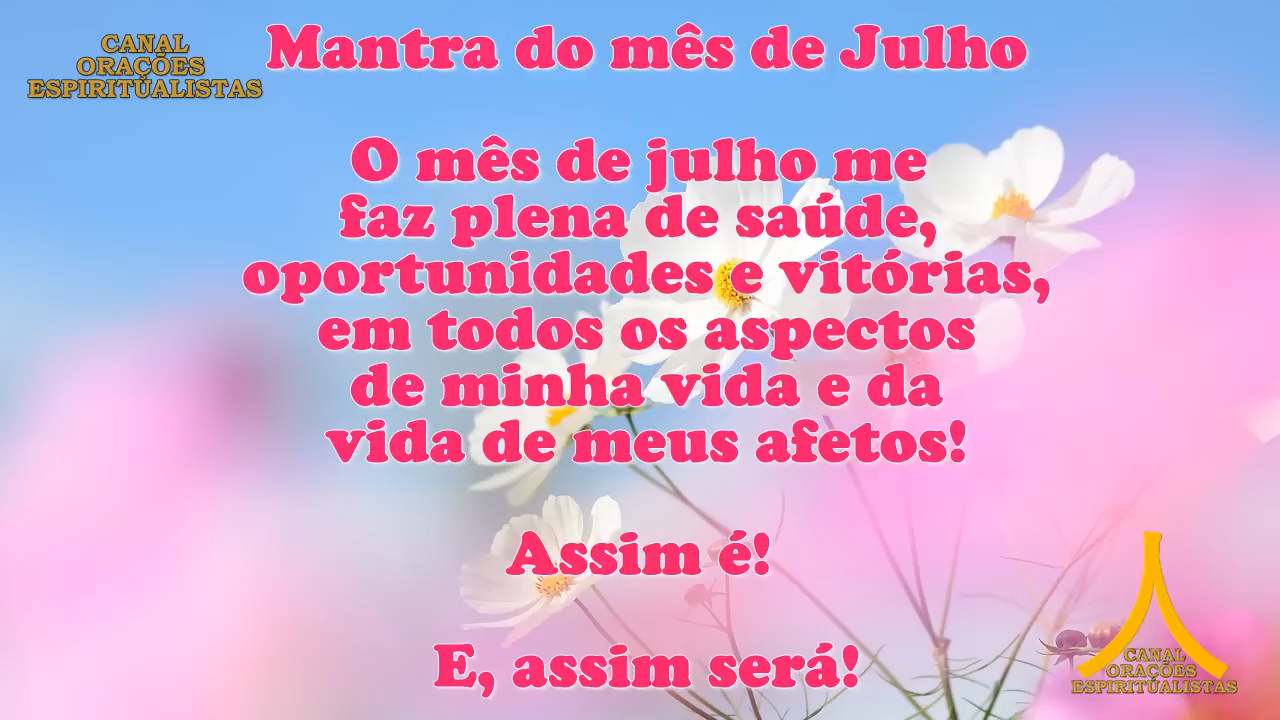 CANAL
ORAÇÕES
ESPIRITUALISTAS
Mantra do mês de Julho
O mês de julho me
faz plena de saúde,
oportunidades e vitórias,
em todos os aspectos
de minha vida e da
vida de meus afetos!
Assim é!
E, assim será!
CANAL
ORAÇÕES
ESPIRITUALISTAS